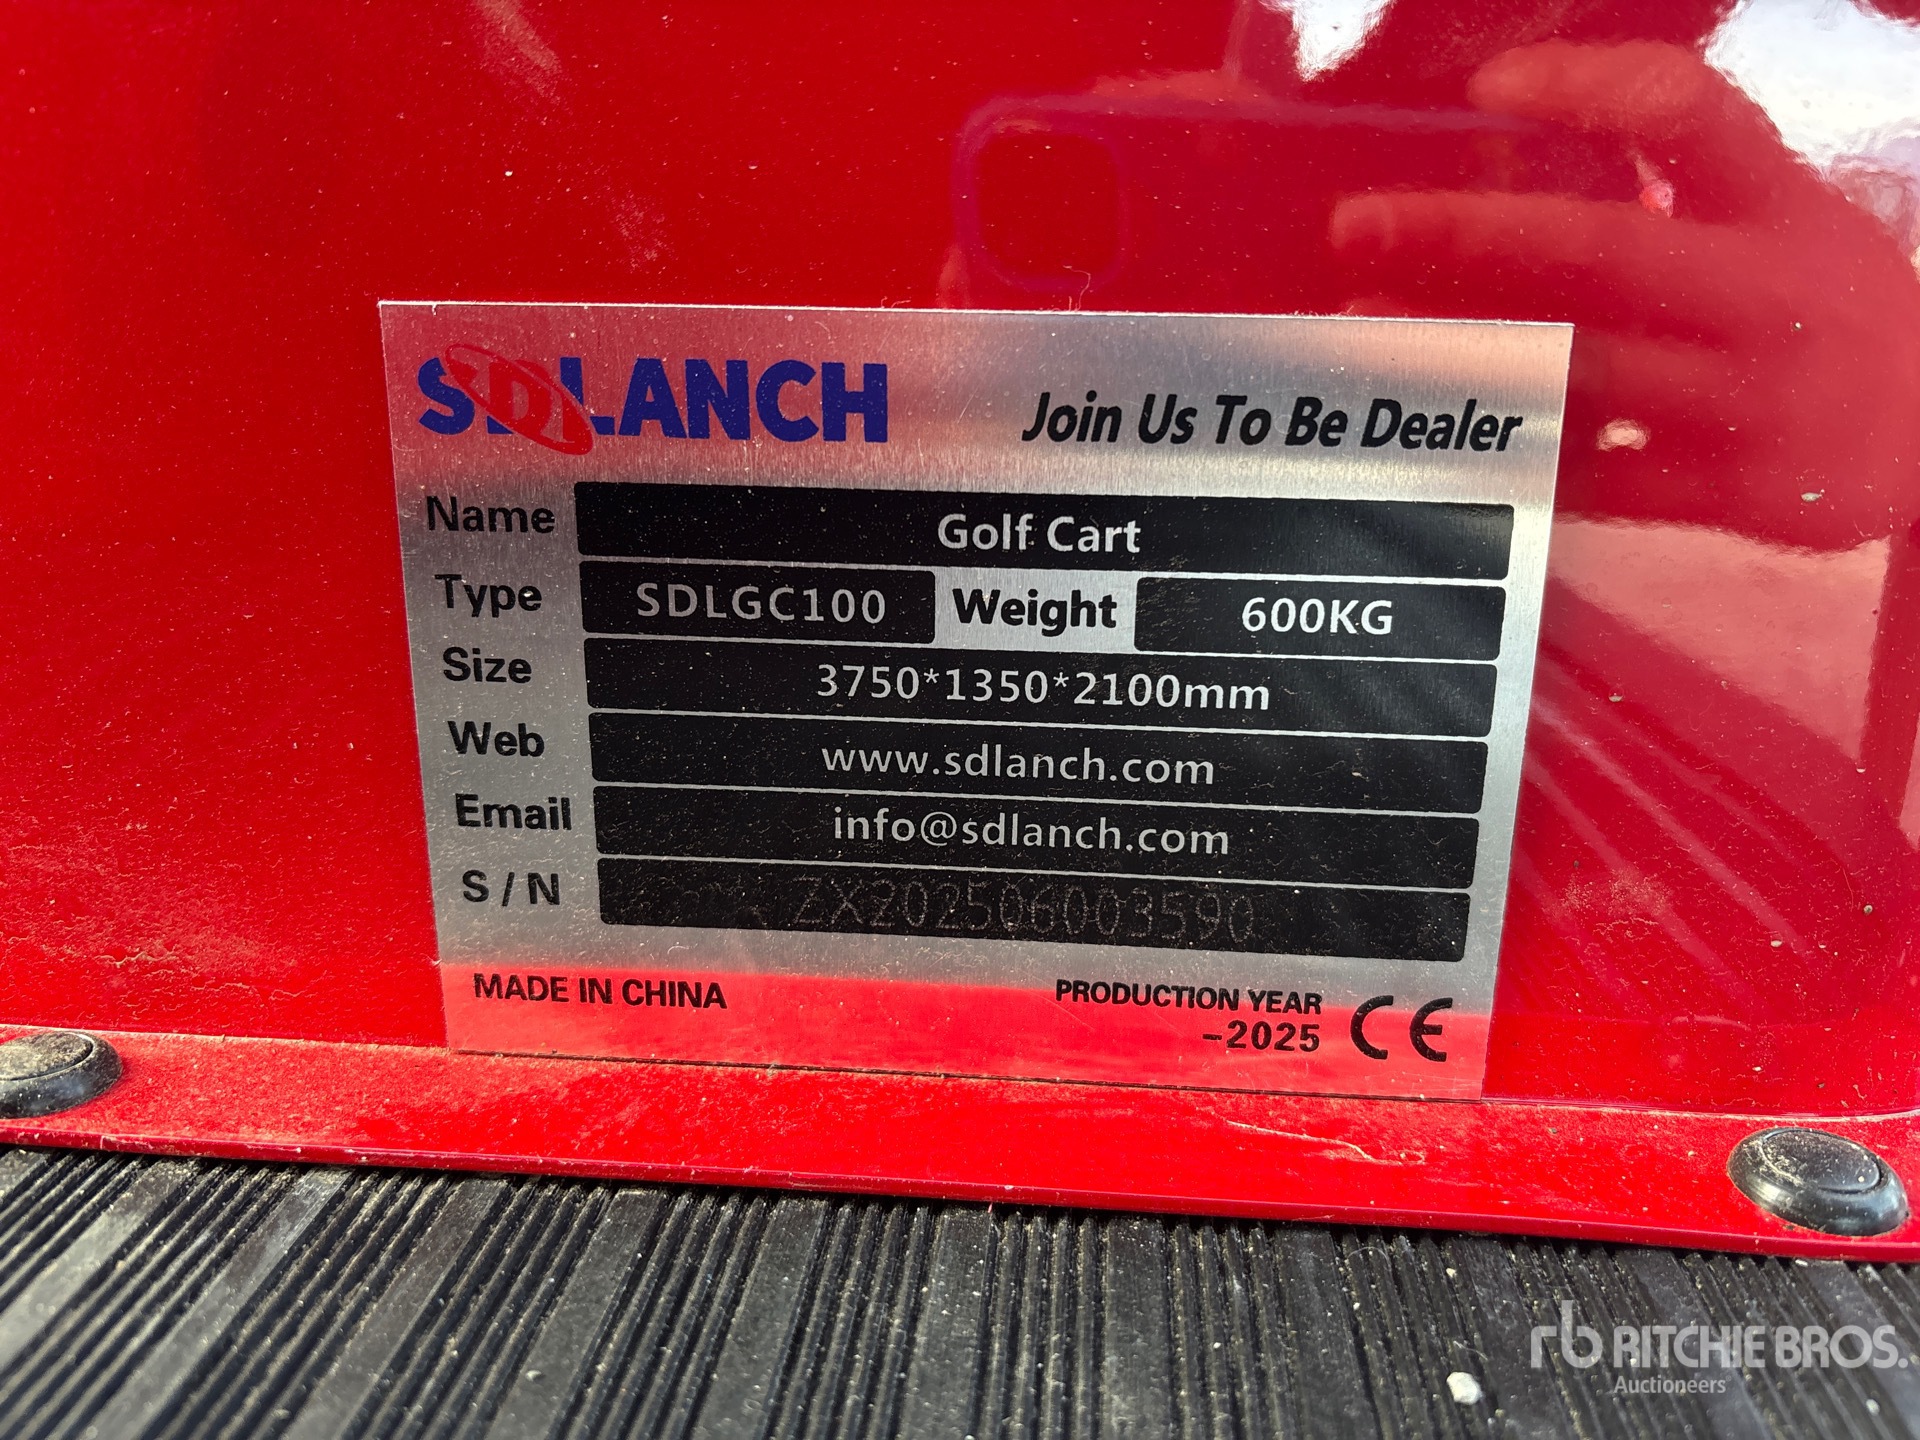 SDLANCH
Join Us To Be Dealer
Name Golf Cart
Type SDLGC100 Weight 600KG
Size 3750*1350*2100mm
Web www.sdlanch.com
Email info@sdlanch.com
S/N ZX202506003590
MADE IN CHINA
PRODUCTION YEAR
-2025
CE
rb RITCHIE BROS.
Auctioneers